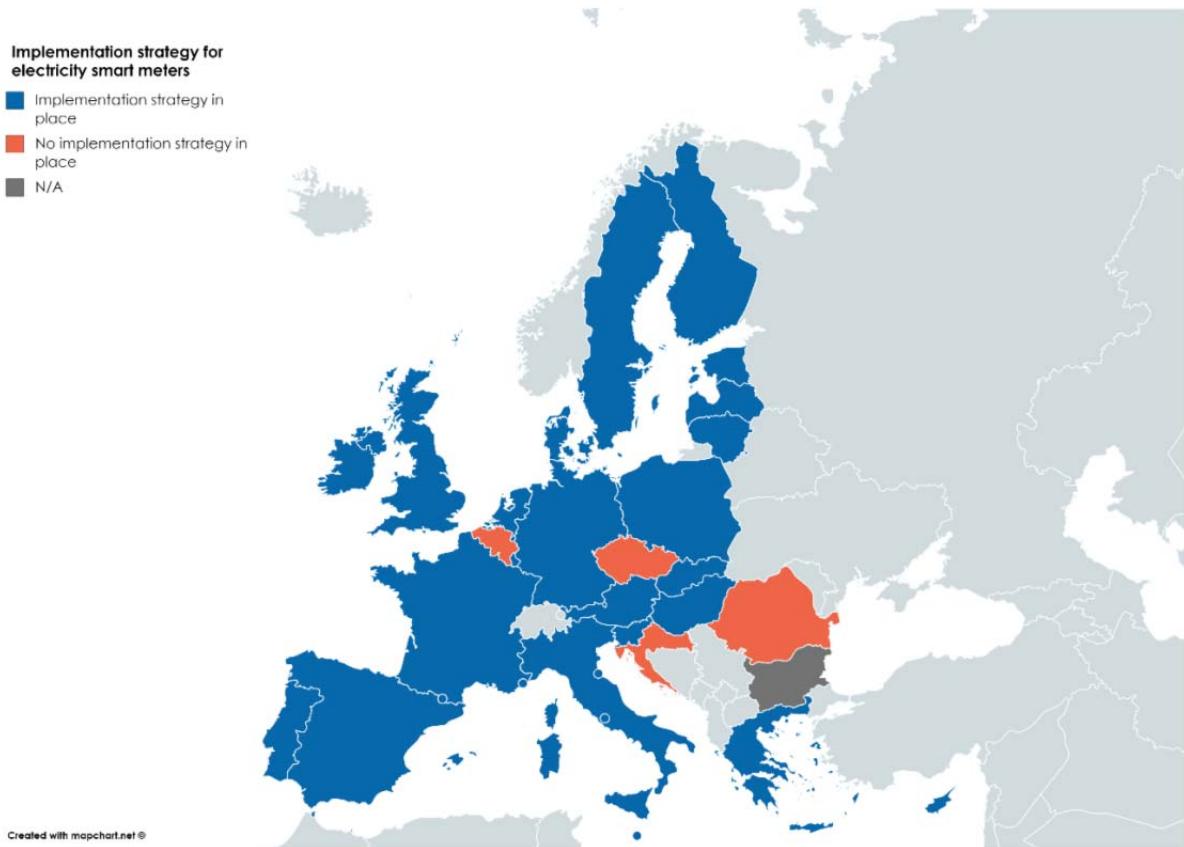 Implementation strategy for
electricity smart meters
Implementation strategy in
place
No implementation strategy in
place
N/A
Created with mapchart.net ©